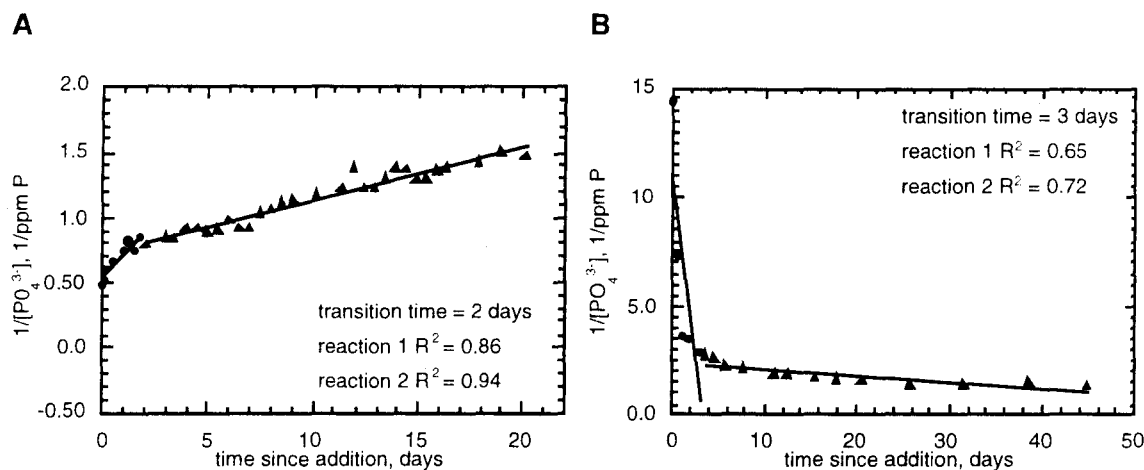 A
2.0
1.5
1.0
0.50
0.0
-0.50
1/[PO₄³⁻], 1/ppm P
transition time = 2 days
reaction 1 R² = 0.86
reaction 2 R² = 0.94
0 5 10 15 20
time since addition, days
B
15
10
5.0
0.0
1/[PO₄³⁻], 1/ppm P
transition time = 3 days
reaction 1 R² = 0.65
reaction 2 R² = 0.72
0 10 20 30 40 50
time since addition, days